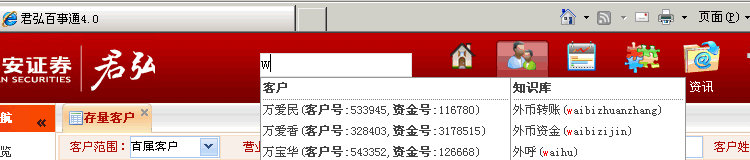 君弘百事通4.0
页面(P)
安证券 君弘
AN SECURITIES
w
资讯
客户 知识库
万爱民(客户号:533945,资金号:116780) 外币转账(waibizhuanzhang)
航 « 存量客户
万爱香(客户号:328403,资金号:3178515) 外币资金(waibizijin)
览 客户范围: 百属客户 营业
万宝华(客户号:543352,资金号:126668) 外呼(waihu)
客户姓